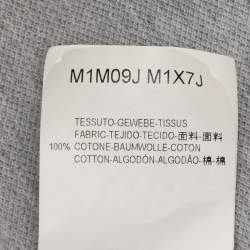 M1M09J M1X7J
TESSUTO-GEWEBE-TISSUS
FABRIC-TEJIDO-TECIDO-面料-面料
100% COTONE-BAUMWOLLE-COTON
COTTON-ALGODÓN-ALGODÃO-棉-棉